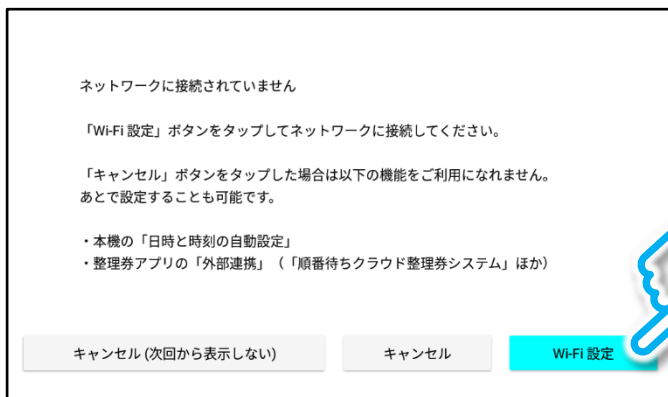 ネットワークに接続されていません
「Wi-Fi 設定」ボタンをタップしてネットワークに接続してください。
「キャンセル」ボタンをタップした場合は以下の機能をご利用になれません。
あとで設定することも可能です。
・本機の「日時と時刻の自動設定」
・整理券アプリの「外部連携」（「順番待ちクラウド整理券システム」ほか）
キャンセル (次回から表示しない)
キャンセル
Wi-Fi 設定